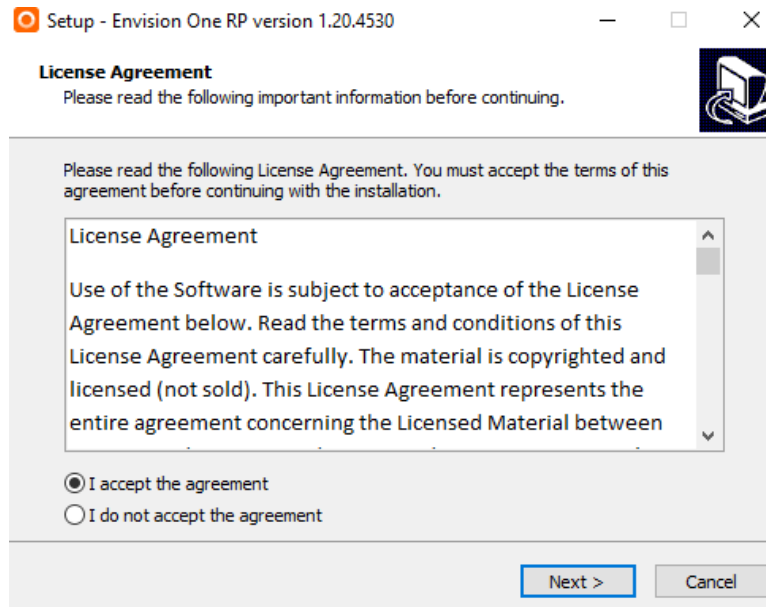 Setup - Envision One RP version 1.20.4530
License Agreement
Please read the following important information before continuing.
Please read the following License Agreement. You must accept the terms of this
agreement before continuing with the installation.
License Agreement
Use of the Software is subject to acceptance of the License
Agreement below. Read the terms and conditions of this
License Agreement carefully. The material is copyrighted and
licensed (not sold). This License Agreement represents the
entire agreement concerning the Licensed Material between
I accept the agreement
I do not accept the agreement
Next >
Cancel